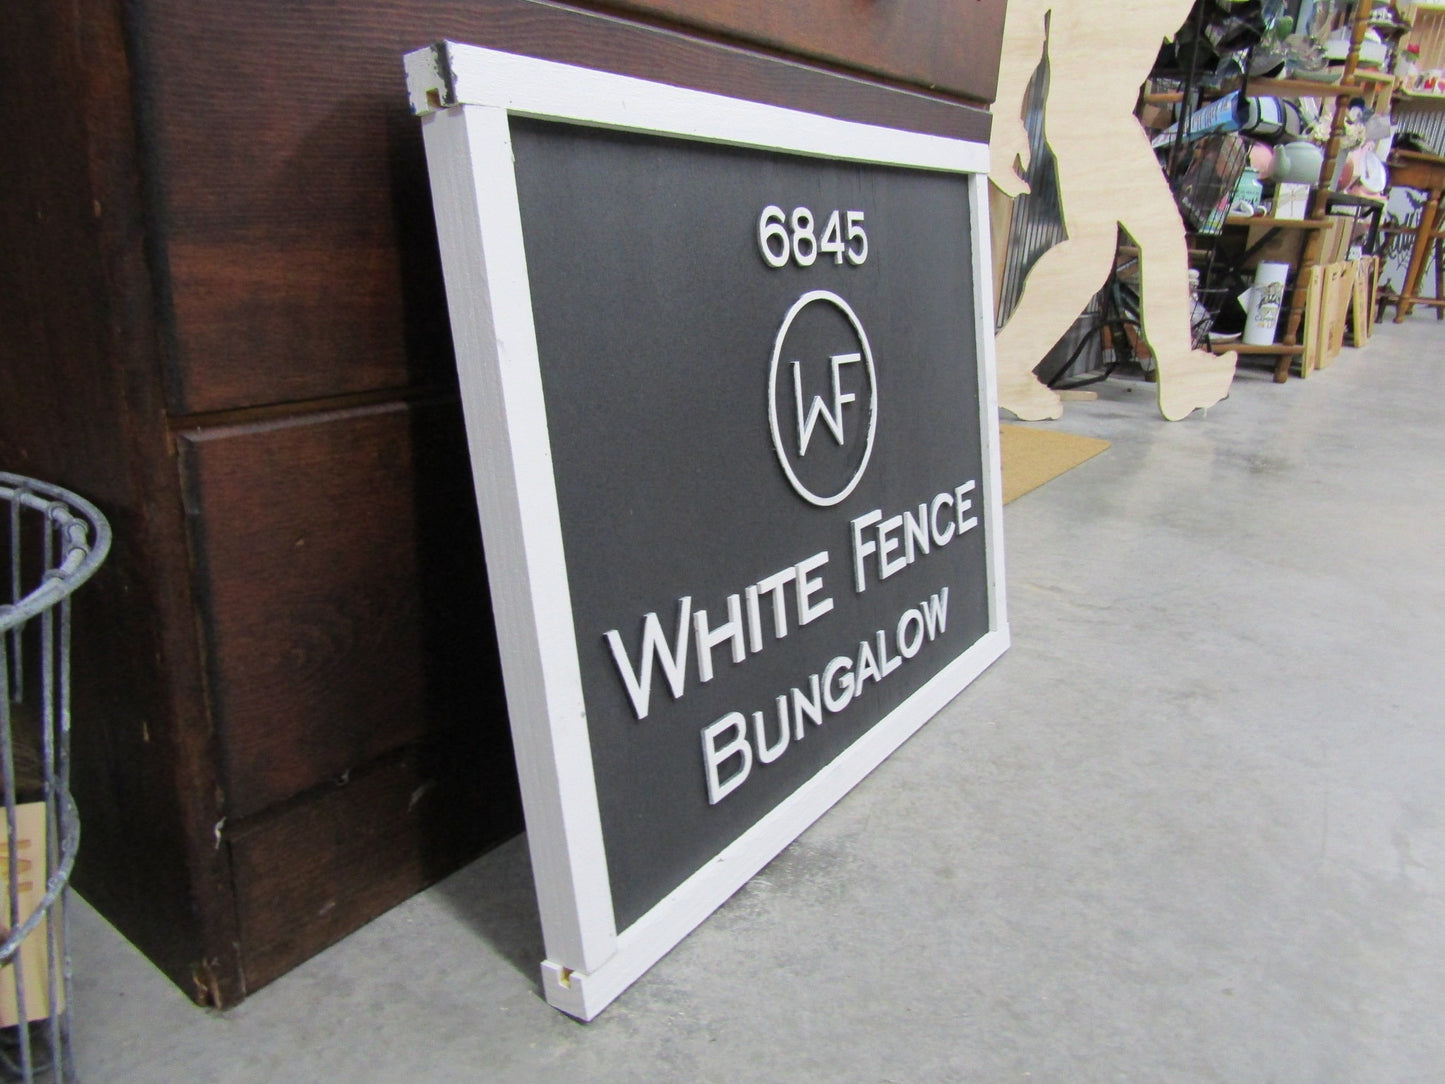 6845
WF
WHITE FENCE
BUNGALOW